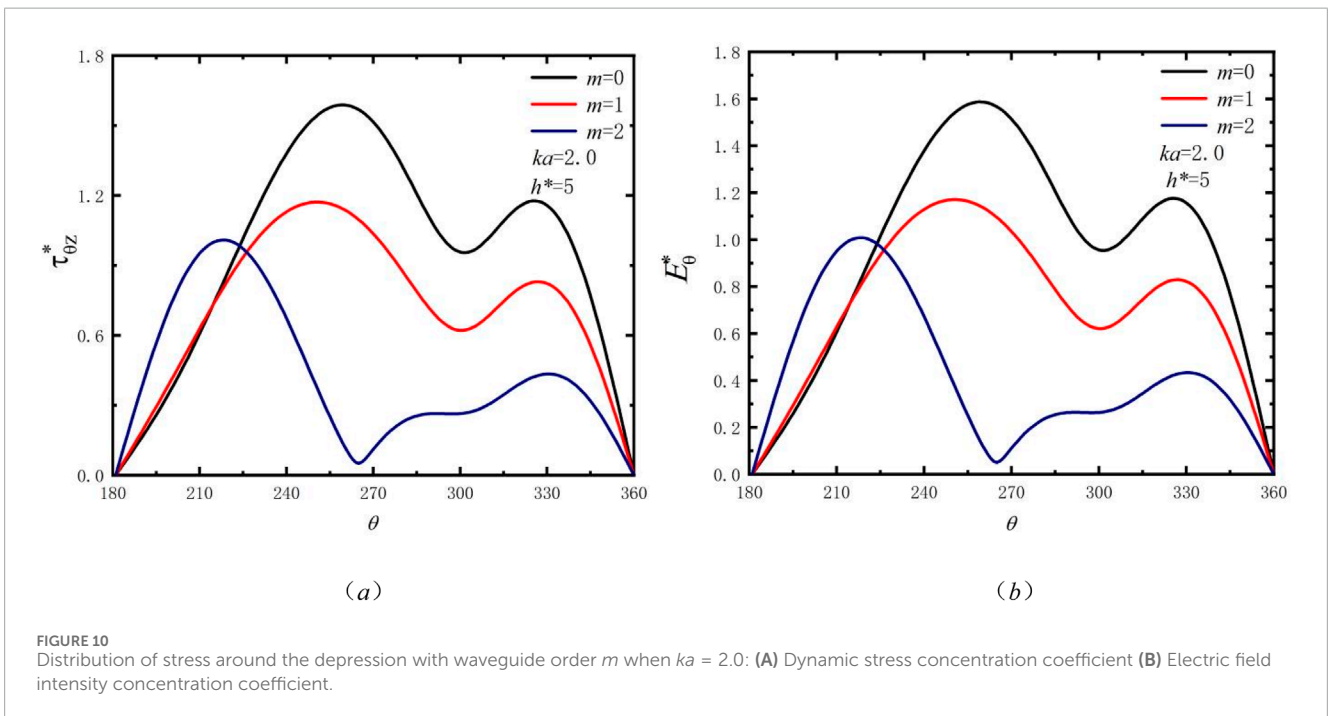 1.8
1.2
0.6
0.0
τ*θz
180
210
240
270
300
330
360
θ
m=0
m=1
m=2
ka=2.0
h*=5
(a)
1.8
1.6
1.4
1.2
1.0
0.8
0.6
0.4
0.2
0.0
E*θ
180
210
240
270
300
330
360
θ
m=0
m=1
m=2
ka=2.0
h*=5
(b)
FIGURE 10
Distribution of stress around the depression with waveguide order m when ka = 2.0: (A) Dynamic stress concentration coefficient (B) Electric field
intensity concentration coefficient.